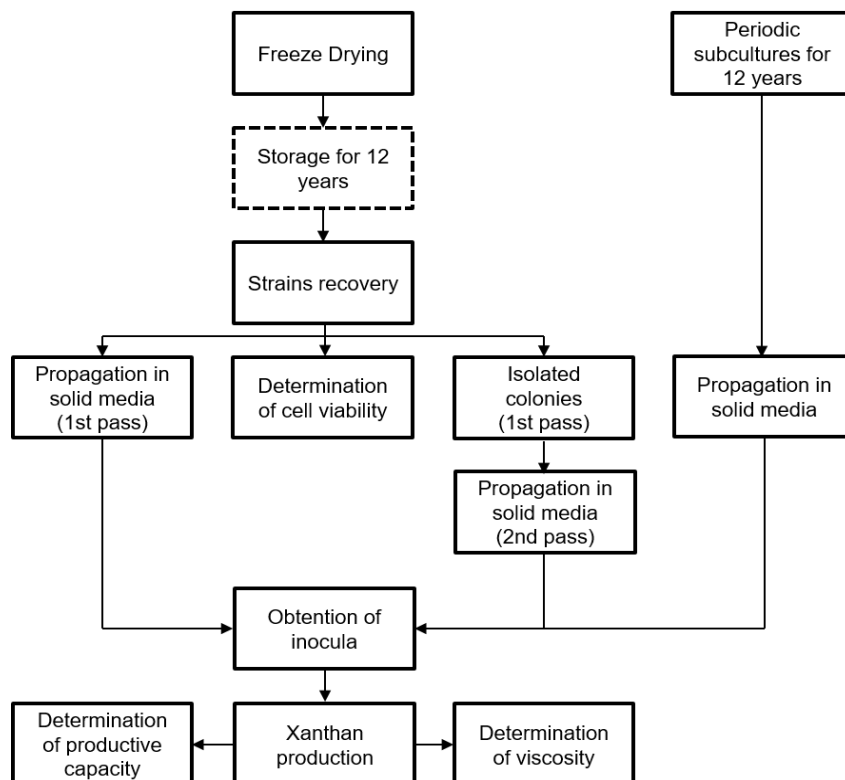 Freeze Drying
Periodic
subcultures for
12 years
Storage for 12
years
Strains recovery
Propagation in
solid media
(1st pass)
Determination
of cell viability
Isolated
colonies
(1st pass)
Propagation in
solid media
Propagation in
solid media
(2nd pass)
Obtention of
inocula
Determination
of productive
capacity
Xanthan
production
Determination
of viscosity